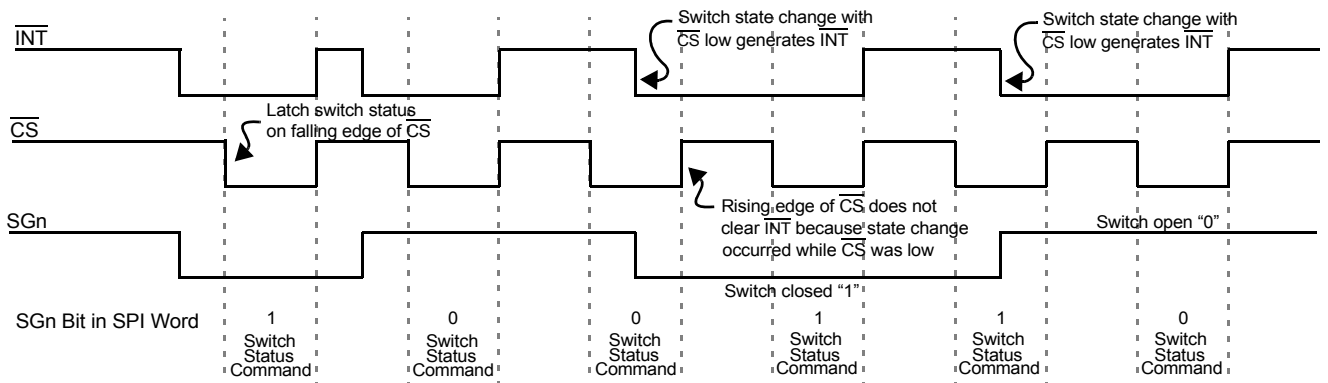 INT
Switch state change with
CS low generates INT
Switch state change with
CS low generates INT
CS
Latch switch status
on falling edge of CS
Rising edge of CS does not
clear INT because state change
occurred while CS was low
SGn
Switch open “0”
Switch closed “1”
SGn Bit in SPI Word
1
Switch
Status
Command
0
Switch
Status
Command
0
Switch
Status
Command
1
Switch
Status
Command
1
Switch
Status
Command
0
Switch
Status
Command